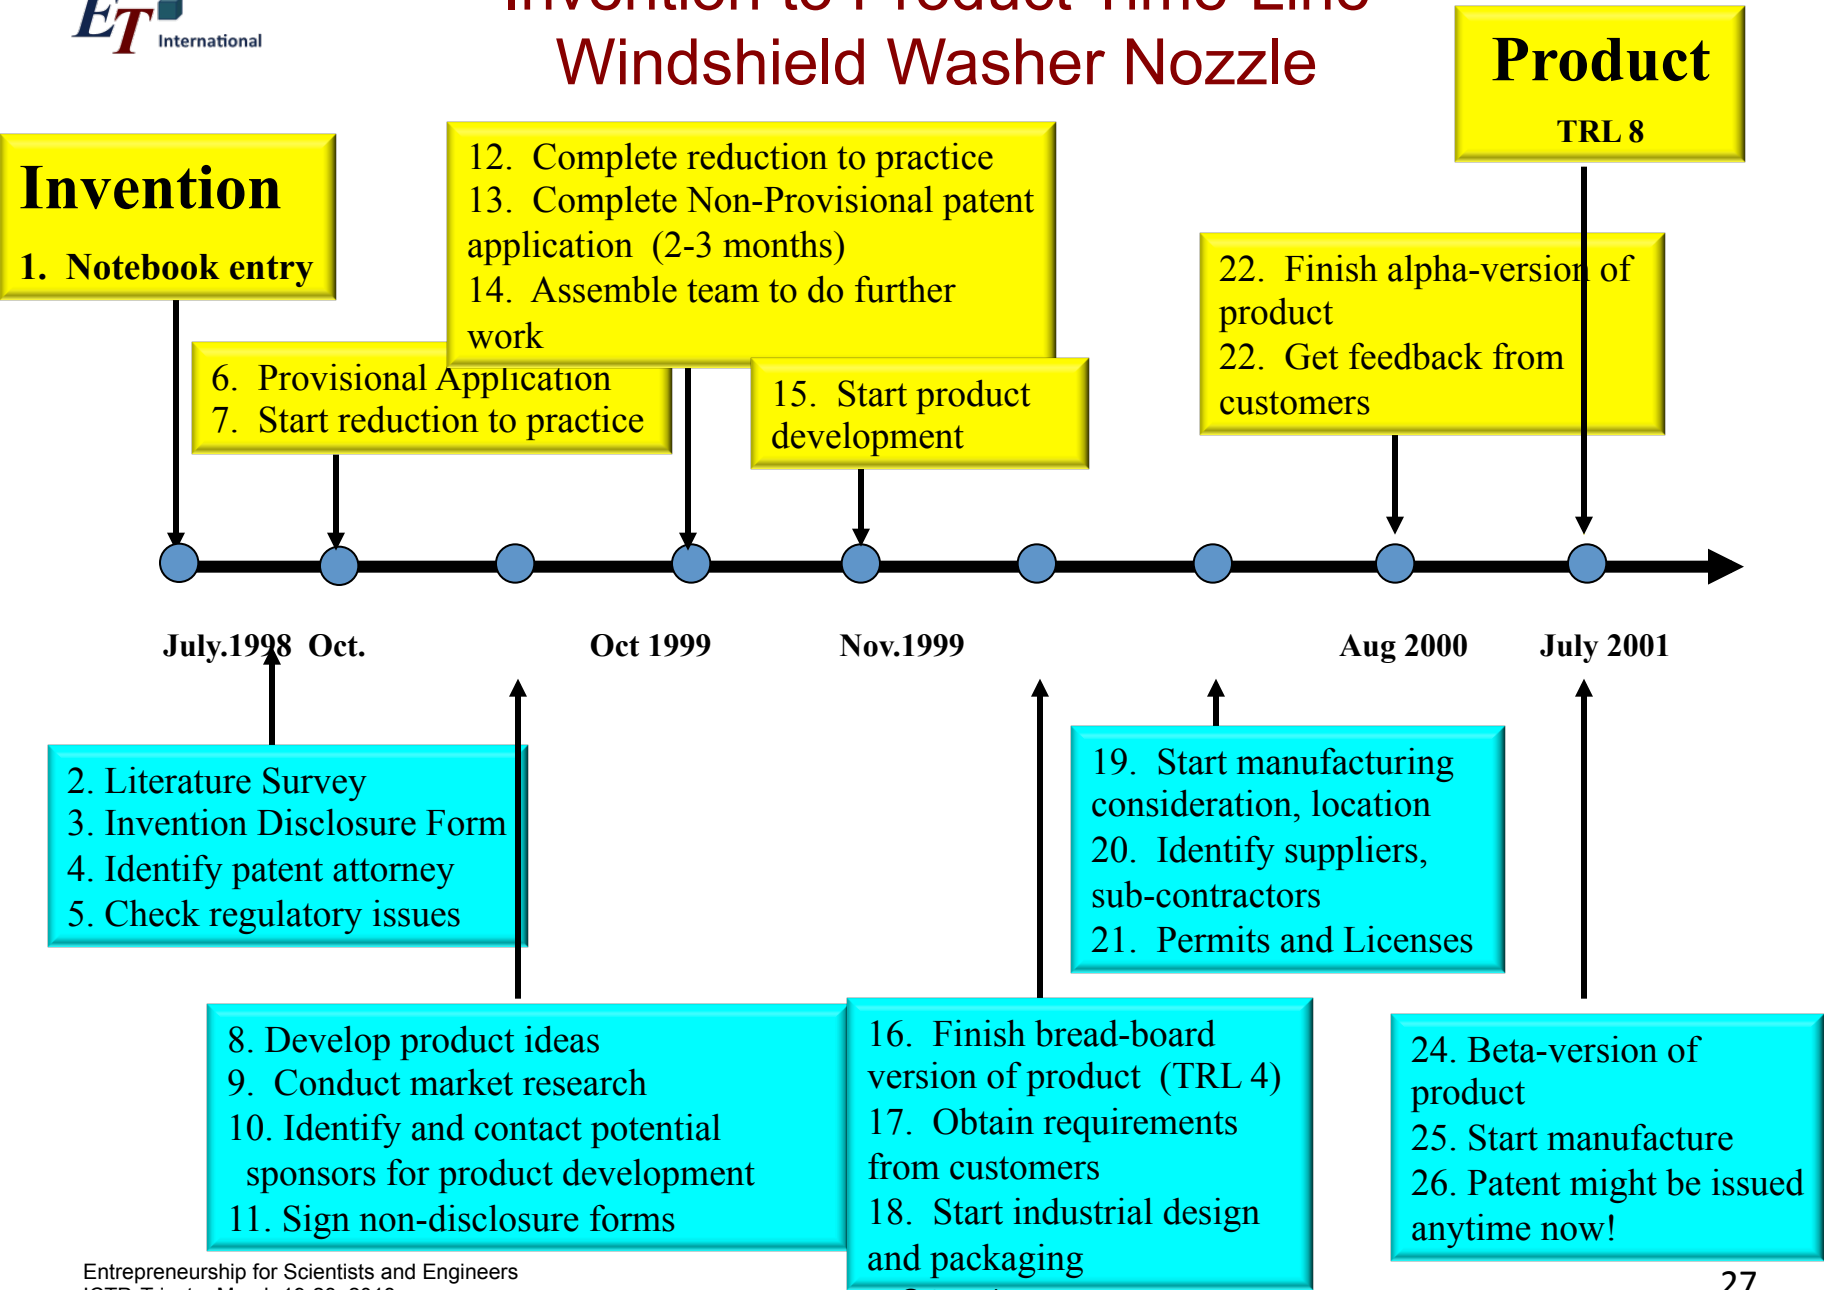 ET
International
Invention to Product Time Line
Windshield Washer Nozzle
Product
TRL 8
Invention
1. Notebook entry
12. Complete reduction to practice
13. Complete Non-Provisional patent
application (2-3 months)
14. Assemble team to do further
work
6. Provisional Application
7. Start reduction to practice
15. Start product
development
22. Finish alpha-version of
product
22. Get feedback from
customers
July.1998 Oct.
Oct 1999
Nov.1999
Aug 2000
July 2001
2. Literature Survey
3. Invention Disclosure Form
4. Identify patent attorney
5. Check regulatory issues
19. Start manufacturing
consideration, location
20. Identify suppliers,
sub-contractors
21. Permits and Licenses
8. Develop product ideas
9. Conduct market research
10. Identify and contact potential
sponsors for product development
11. Sign non-disclosure forms
16. Finish bread-board
version of product (TRL 4)
17. Obtain requirements
from customers
18. Start industrial design
and packaging
24. Beta-version of
product
25. Start manufacture
26. Patent might be issued
anytime now!
Entrepreneurship for Scientists and Engineers
27